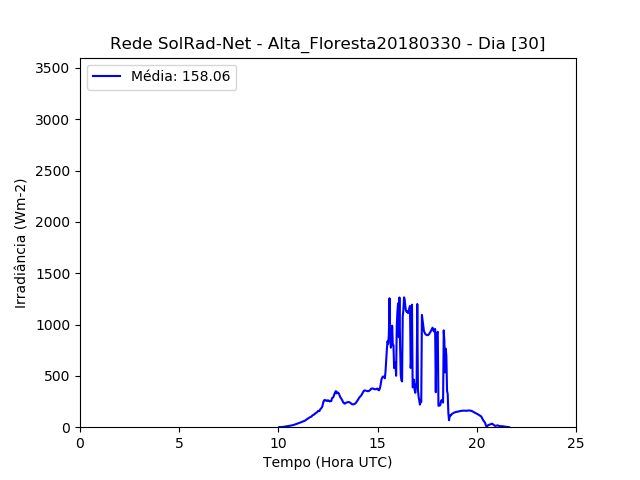 Rede SolRad-Net - Alta_Floresta20180330 - Dia [30]
Média: 158.06
Irradiância (Wm-2)
3500
3000
2500
2000
1500
1000
500
0
0 5 10 15 20 25
Tempo (Hora UTC)